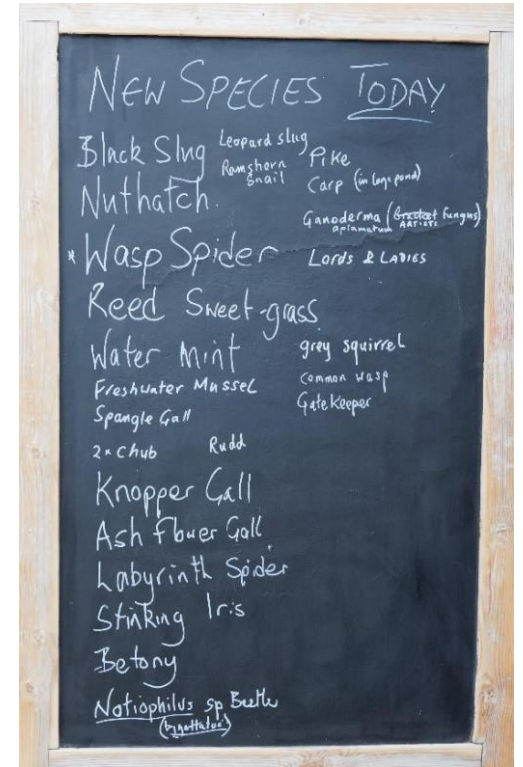 NEW SPECIES TODAY
Black Slug
Leopard slug
Ramshorn
snail
Pike
Carp (in large pond)
Nuthatch.
Ganoderma (Bracket Fungus)
ARTISTS
* Wasp Spider
Lords & LADIES
Reed Sweet-grass
Water Mint
grey squirrel
Freshwater Mussel
common wasp
Spangle Gall
GateKeeper
2 x Chub
Rudd
Knopper Gall
Ash flower Gall
Labyrinth Spider
Stinking Iris
Betony
Notiophilus sp Beetle